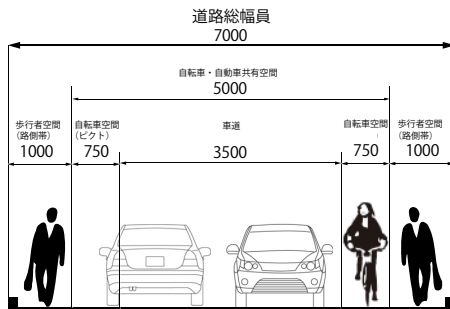 道路総幅員
7000
自転車・自動車共有空間
5000
歩行者空間
(路側帯)
1000
自転車空間
(ピクト)
750
車道
3500
自転車空間
750
歩行者空間
(路側帯)
1000